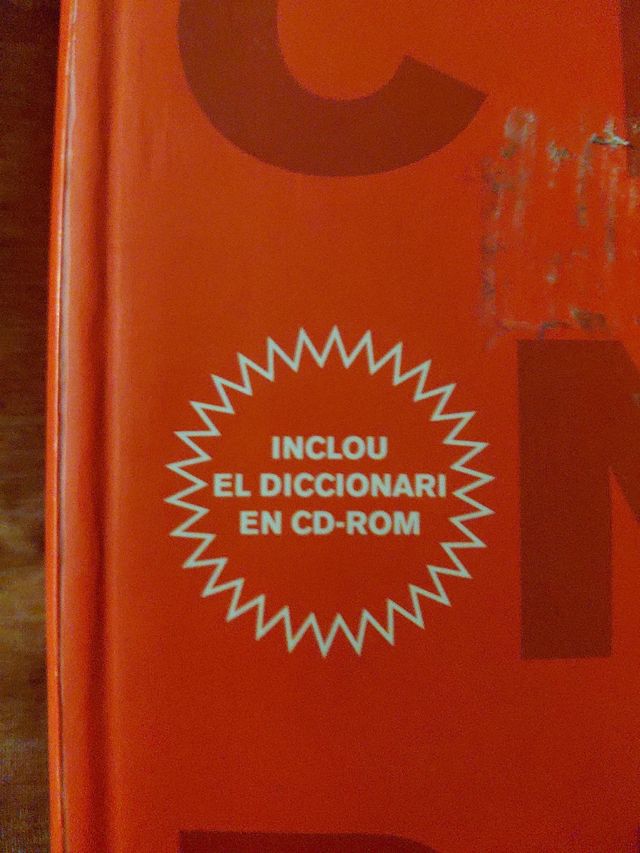 INCLOU
EL DICCIONARI
EN CD-ROM